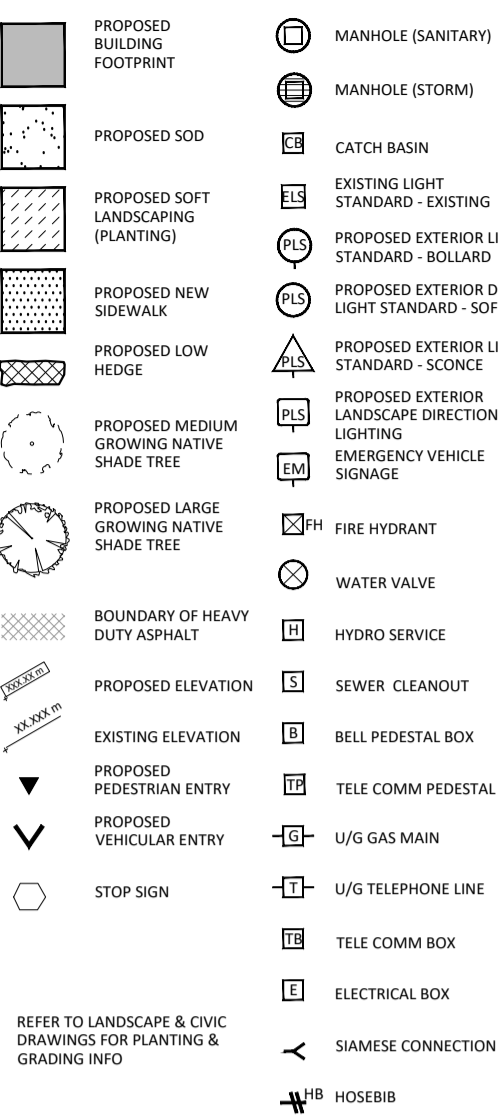 PROPOSED
BUILDING
FOOTPRINT
PROPOSED SOD
PROPOSED SOFT
LANDSCAPING
(PLANTING)
PROPOSED NEW
SIDEWALK
PROPOSED LOW
HEDGE
PROPOSED MEDIUM
GROWING NATIVE
SHADE TREE
PROPOSED LARGE
GROWING NATIVE
SHADE TREE
BOUNDARY OF HEAVY
DUTY ASPHALT
XXX.XX m
PROPOSED ELEVATION
XX.XXX m
EXISTING ELEVATION
PROPOSED
PEDESTRIAN ENTRY
PROPOSED
VEHICULAR ENTRY
STOP SIGN
REFER TO LANDSCAPE & CIVIC
DRAWINGS FOR PLANTING &
GRADING INFO
MANHOLE (SANITARY)
MANHOLE (STORM)
CB CATCH BASIN
EXISTING LIGHT
ELS STANDARD - EXISTING
PROPOSED EXTERIOR LI
PLS STANDARD - BOLLARD
PROPOSED EXTERIOR D
PLS LIGHT STANDARD - SOF
PROPOSED EXTERIOR LI
PLS STANDARD - SCONCE
PROPOSED EXTERIOR
PLS LANDSCAPE DIRECTION
LIGHTING
EMERGENCY VEHICLE
EM SIGNAGE
FH FIRE HYDRANT
WATER VALVE
H HYDRO SERVICE
S SEWER CLEANOUT
B BELL PEDESTAL BOX
TP TELE COMM PEDESTAL
G U/G GAS MAIN
T U/G TELEPHONE LINE
TB TELE COMM BOX
E ELECTRICAL BOX
SIAMESE CONNECTION
HB HOSEBIB